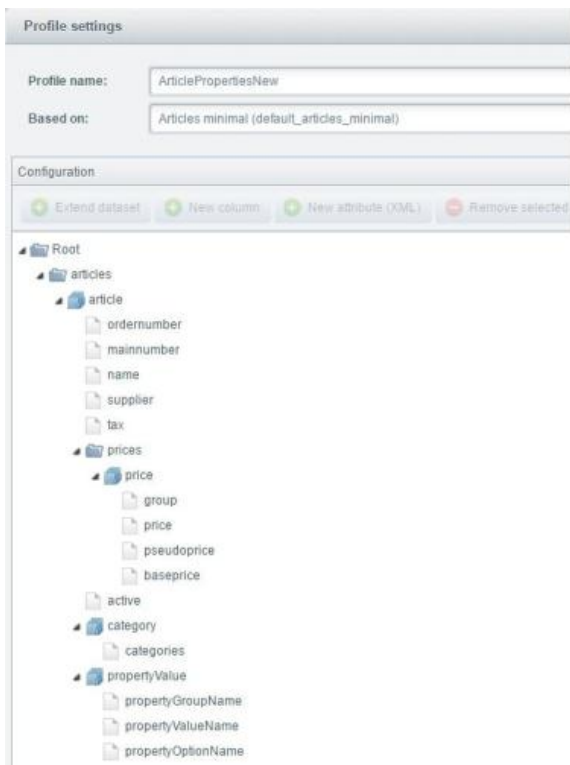 Profile settings
Profile name: ArticlePropertiesNew
Based on: Articles minimal (default_articles_minimal)
Configuration
Extend dataset New column New attribute (XML) Remove selected
Root
articles
article
ordernumber
mainnumber
name
supplier
tax
prices
price
group
price
pseudoprice
baseprice
active
category
categories
propertyValue
propertyGroupName
propertyValueName
propertyOptionName